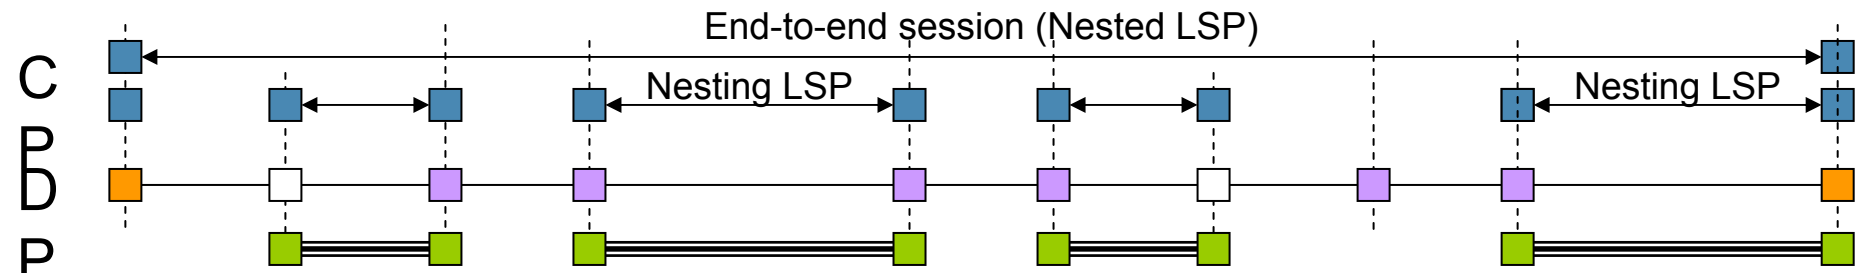 End-to-end session (Nested LSP)
C
P
Nesting LSP
Nesting LSP
D
P